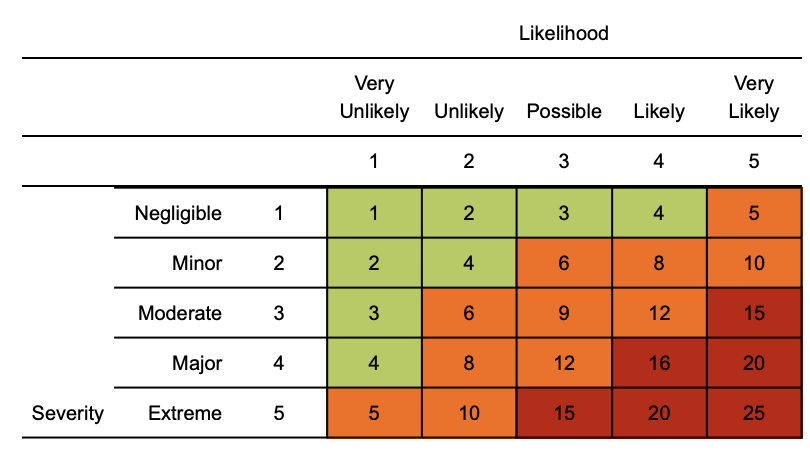 Likelihood
Very Unlikely Unlikely Possible Likely Very Likely
1 2 3 4 5
Negligible 1 1 2 3 4 5
Minor 2 2 4 6 8 10
Moderate 3 3 6 9 12 15
Major 4 4 8 12 16 20
Severity Extreme 5 5 10 15 20 25